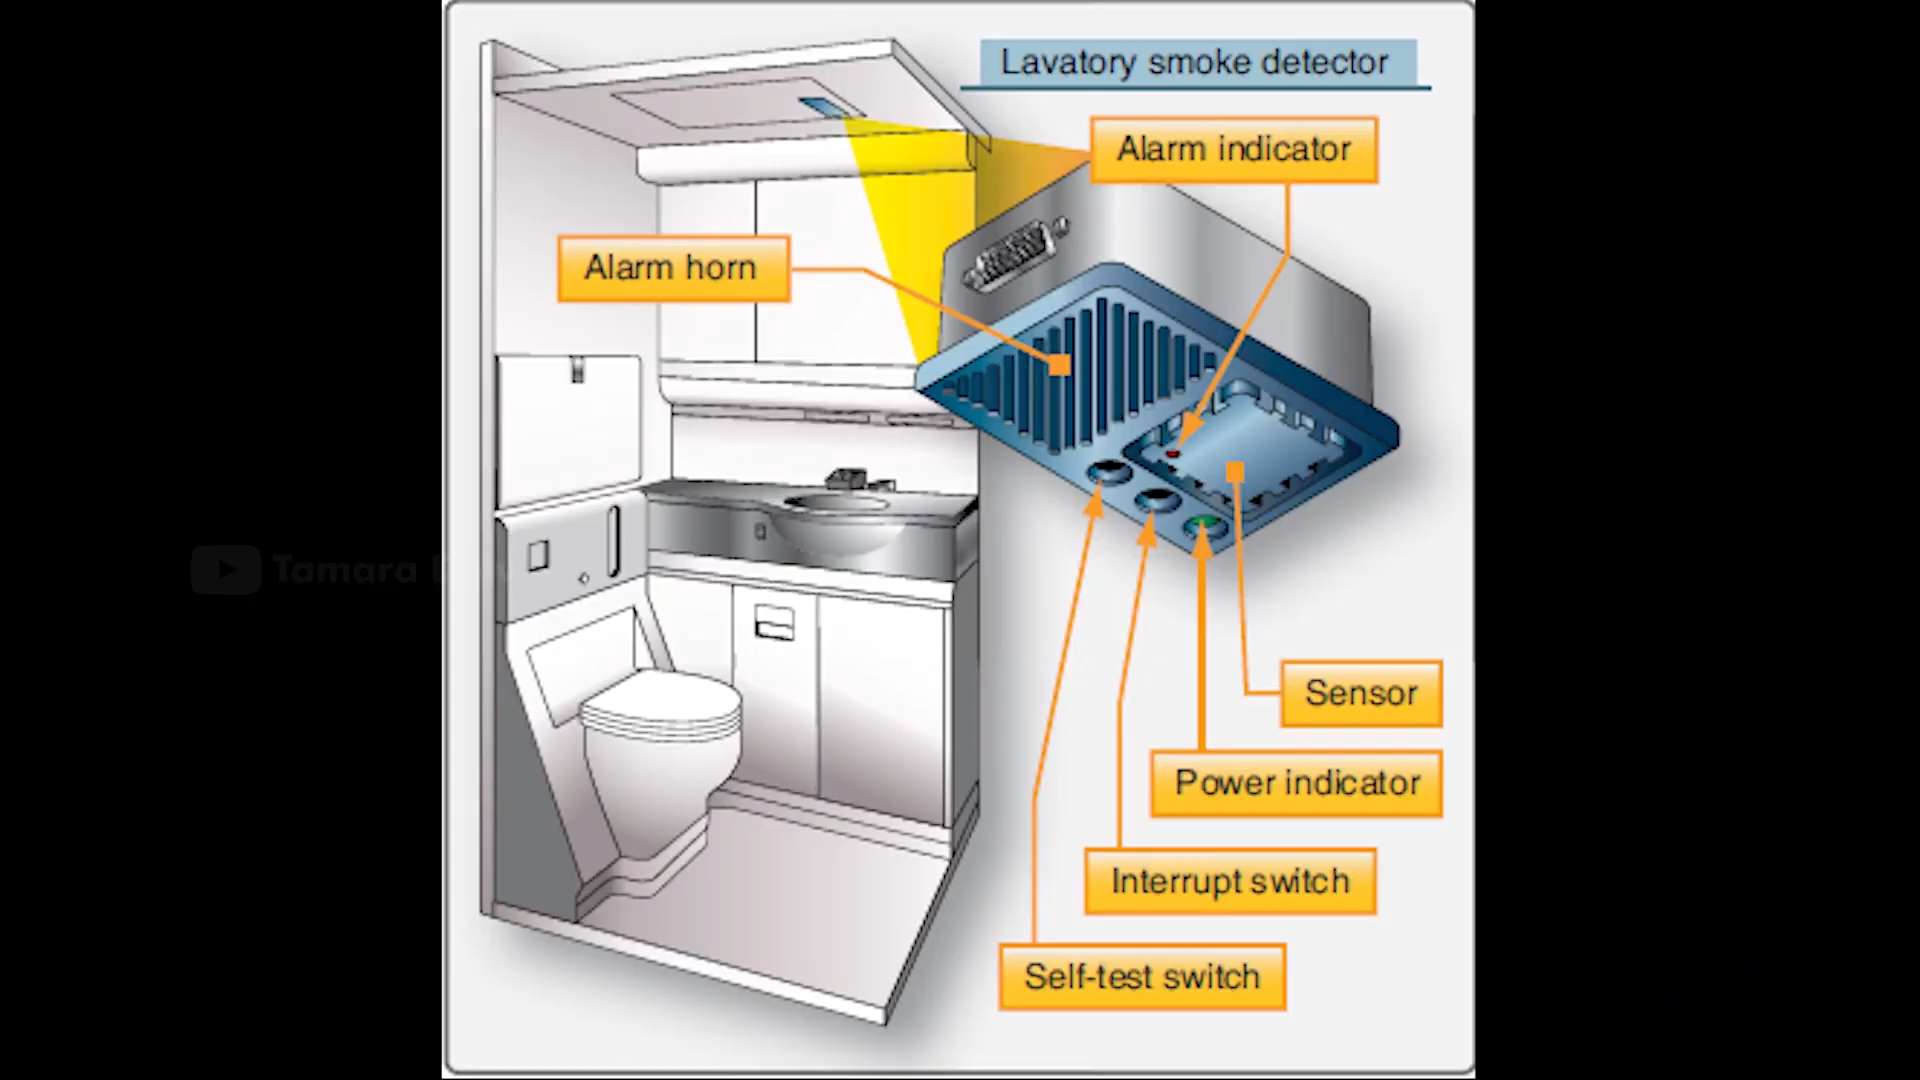 Lavatory smoke detector
Alarm indicator
Alarm horn
Tamara
Sensor
Power indicator
Interrupt switch
Self-test switch